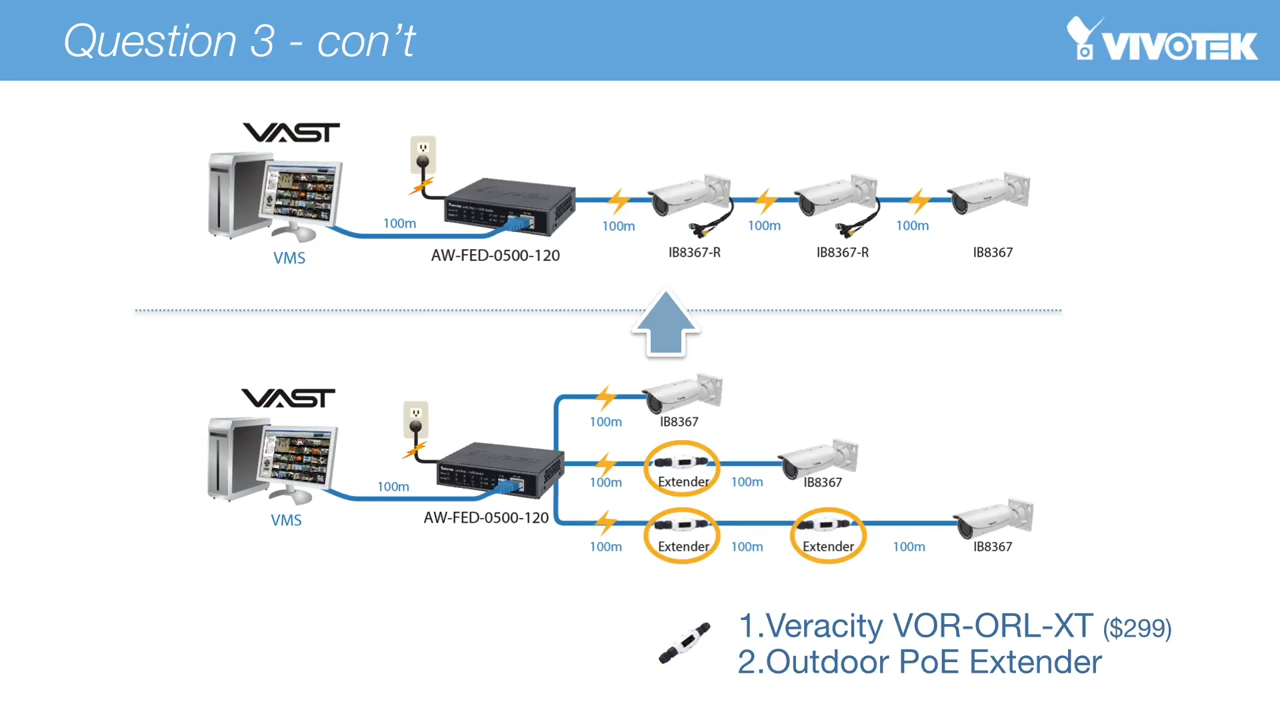 Question 3 - con't
VIVOTEK
VAST
100m
100m
100m
100m
VMS
AW-FED-0500-120
IB8367-R
IB8367-R
IB8367
VAST
100m
IB8367
100m
100m
Extender
100m
IB8367
VMS
AW-FED-0500-120
100m
Extender
100m
Extender
100m
IB8367
1.Veracity VOR-ORL-XT ($299)
2.Outdoor PoE Extender